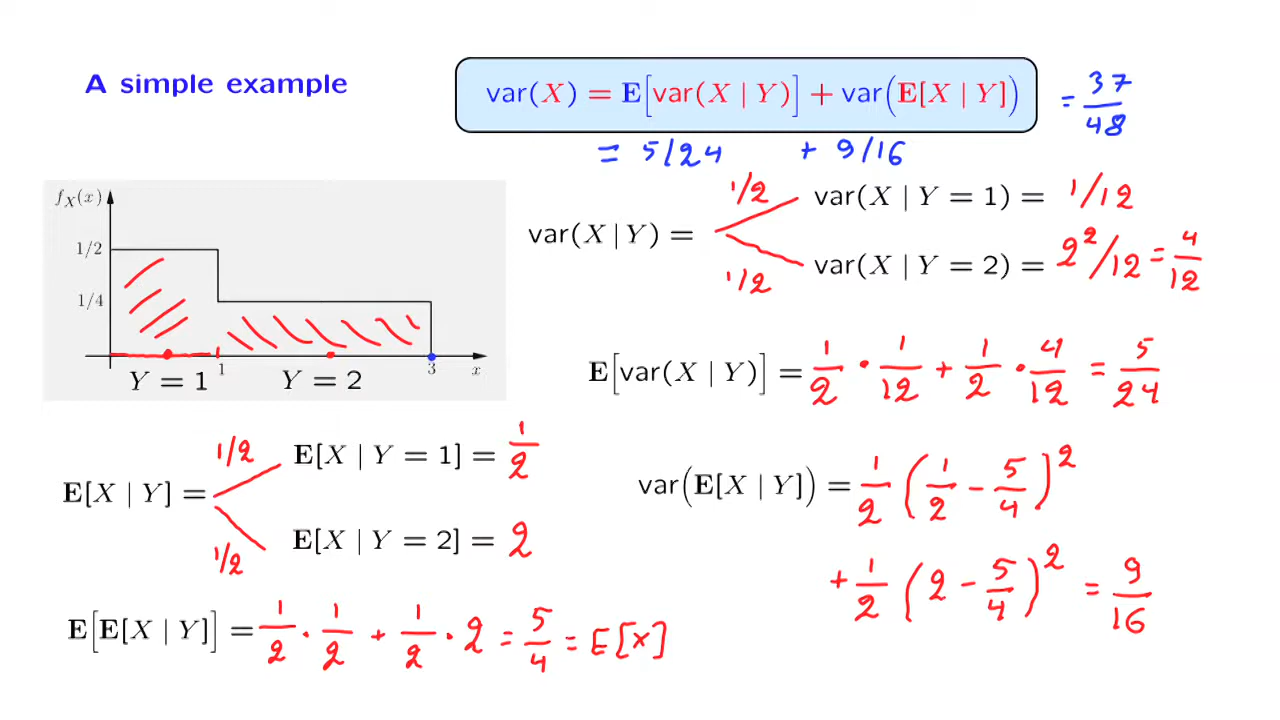 A simple example
var(X) = E[var(X | Y)] + var(E[X | Y]) = 37/48
= 5/24 + 9/16
f_X(x)
1/2
1/4
1
3
x
Y = 1
Y = 2
var(X | Y) =
1/2
var(X | Y = 1) = 1/12
1/2
var(X | Y = 2) = 2²/12 = 4/12
E[var(X | Y)] = 1/2 · 1/12 + 1/2 · 4/12 = 5/24
E[X | Y] =
1/2
E[X | Y = 1] = 1/2
1/2
E[X | Y = 2] = 2
E[E[X | Y]] = 1/2 · 1/2 + 1/2 · 2 = 5/4 = E[X]
var(E[X | Y]) = 1/2 (1/2 - 5/4)²
+ 1/2 (2 - 5/4)² = 9/16